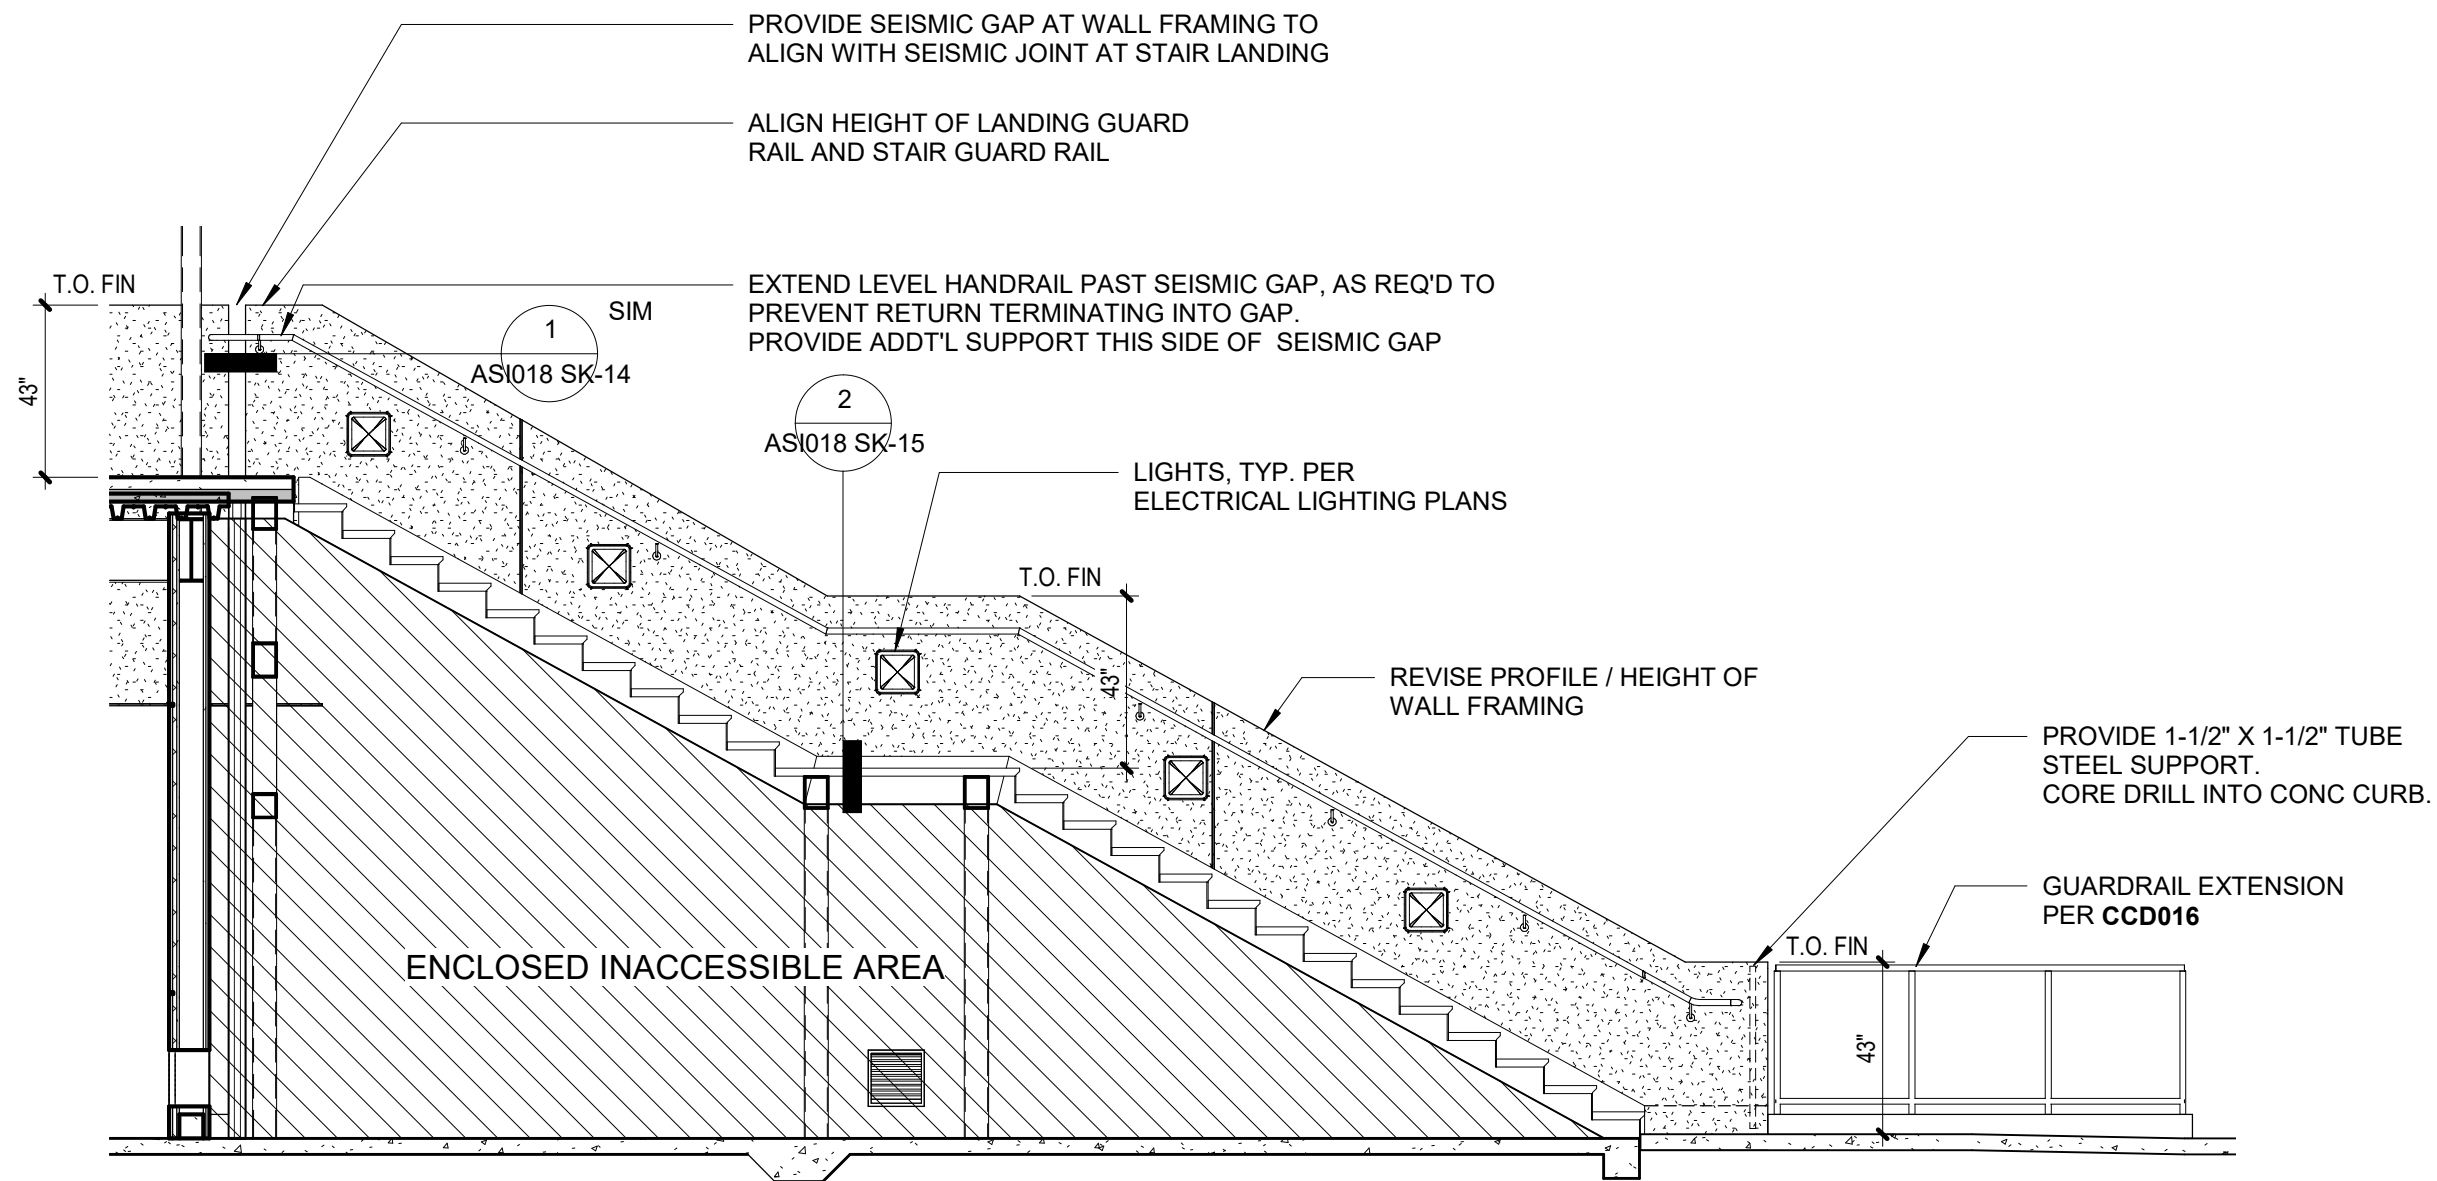 PROVIDE SEISMIC GAP AT WALL FRAMING TO
ALIGN WITH SEISMIC JOINT AT STAIR LANDING
ALIGN HEIGHT OF LANDING GUARD
RAIL AND STAIR GUARD RAIL
T.O. FIN
EXTEND LEVEL HANDRAIL PAST SEISMIC GAP, AS REQ'D TO
PREVENT RETURN TERMINATING INTO GAP.
PROVIDE ADDT'L SUPPORT THIS SIDE OF SEISMIC GAP
SIM
1
ASI018 SK-14
43"
2
ASI018 SK-15
LIGHTS, TYP. PER
ELECTRICAL LIGHTING PLANS
T.O. FIN
43"
REVISE PROFILE / HEIGHT OF
WALL FRAMING
PROVIDE 1-1/2" X 1-1/2" TUBE
STEEL SUPPORT.
CORE DRILL INTO CONC CURB.
GUARDRAIL EXTENSION
PER CCD016
T.O. FIN
43"
ENCLOSED INACCESSIBLE AREA